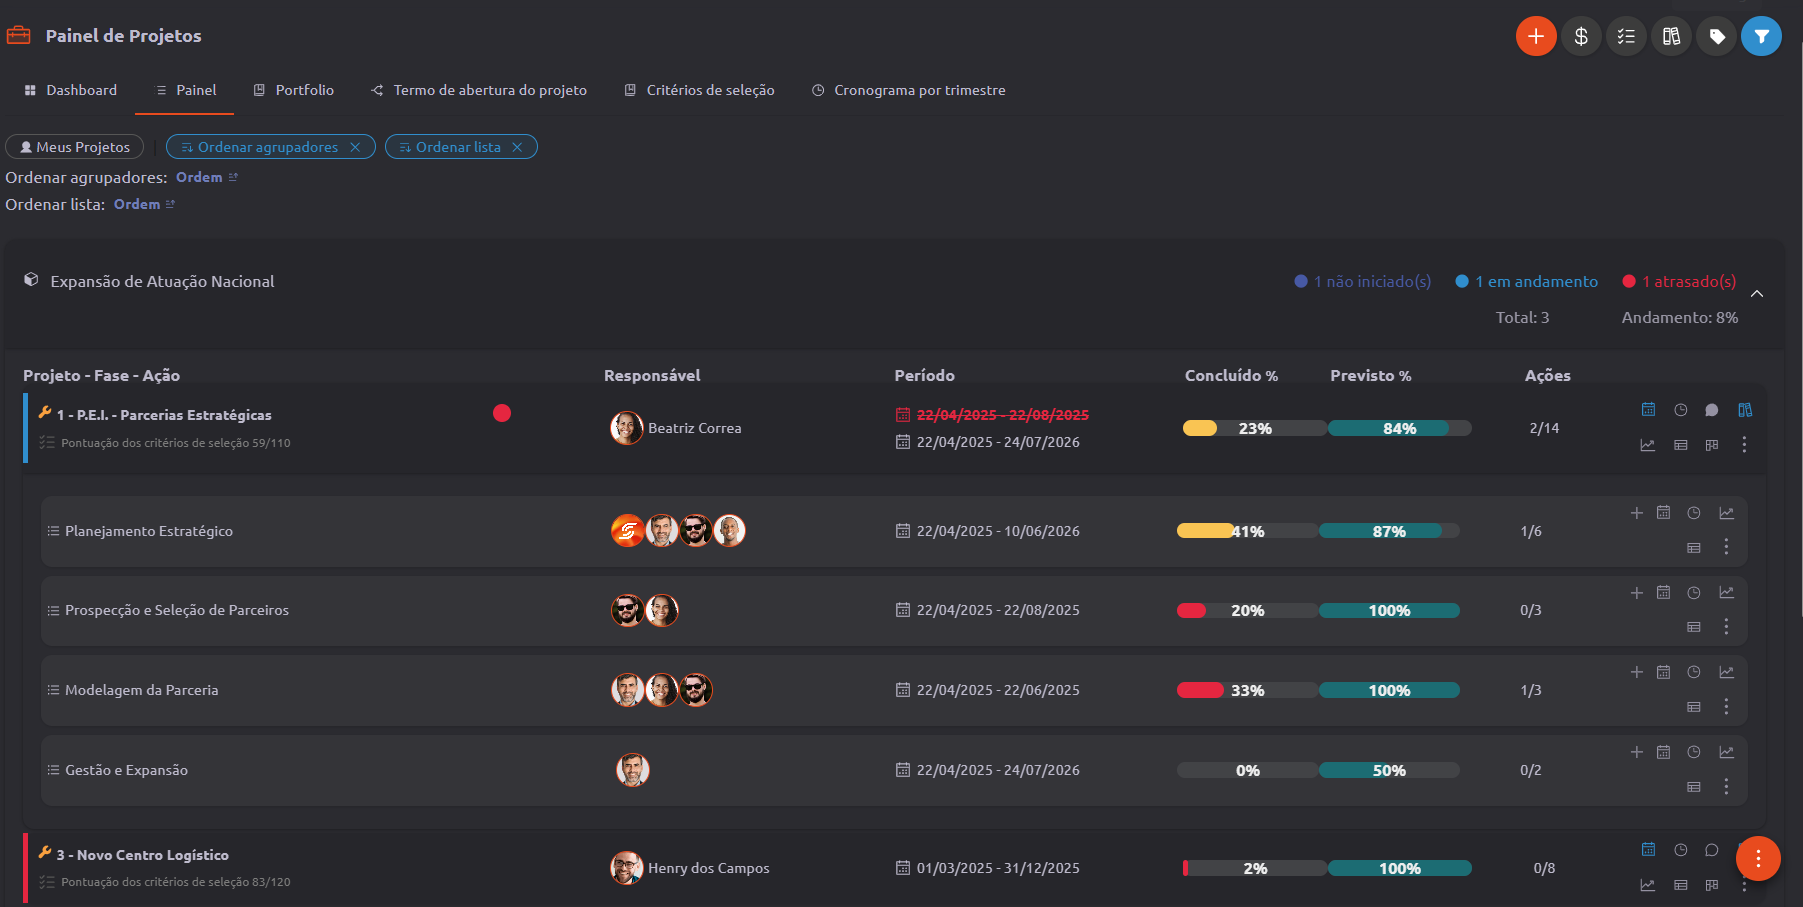 Painel de Projetos
Dashboard Painel Portfolio Termo de abertura do projeto Critérios de seleção Cronograma por trimestre
Meus Projetos Ordenar agrupadores Ordenar lista
Ordenar agrupadores: Ordem
Ordenar lista: Ordem
Expansão de Atuação Nacional 1 não iniciado(s) 1 em andamento 1 atrasado(s)
Total: 3 Andamento: 8%
Projeto - Fase - Ação Responsável Período Concluído % Previsto % Ações
1 - P.E.I. - Parcerias Estratégicas
Pontuação dos critérios de seleção 59/110
Beatriz Correa
22/04/2025 - 22/08/2025
22/04/2025 - 24/07/2026
23% 84% 2/14
Planejamento Estratégico 22/04/2025 - 10/06/2026 41% 87% 1/6
Prospecção e Seleção de Parceiros 22/04/2025 - 22/08/2025 20% 100% 0/3
Modelagem da Parceria 22/04/2025 - 22/06/2025 33% 100% 1/3
Gestão e Expansão 22/04/2025 - 24/07/2026 0% 50% 0/2
3 - Novo Centro Logístico
Pontuação dos critérios de seleção 83/120
Henry dos Campos 01/03/2025 - 31/12/2025 2% 100% 0/8